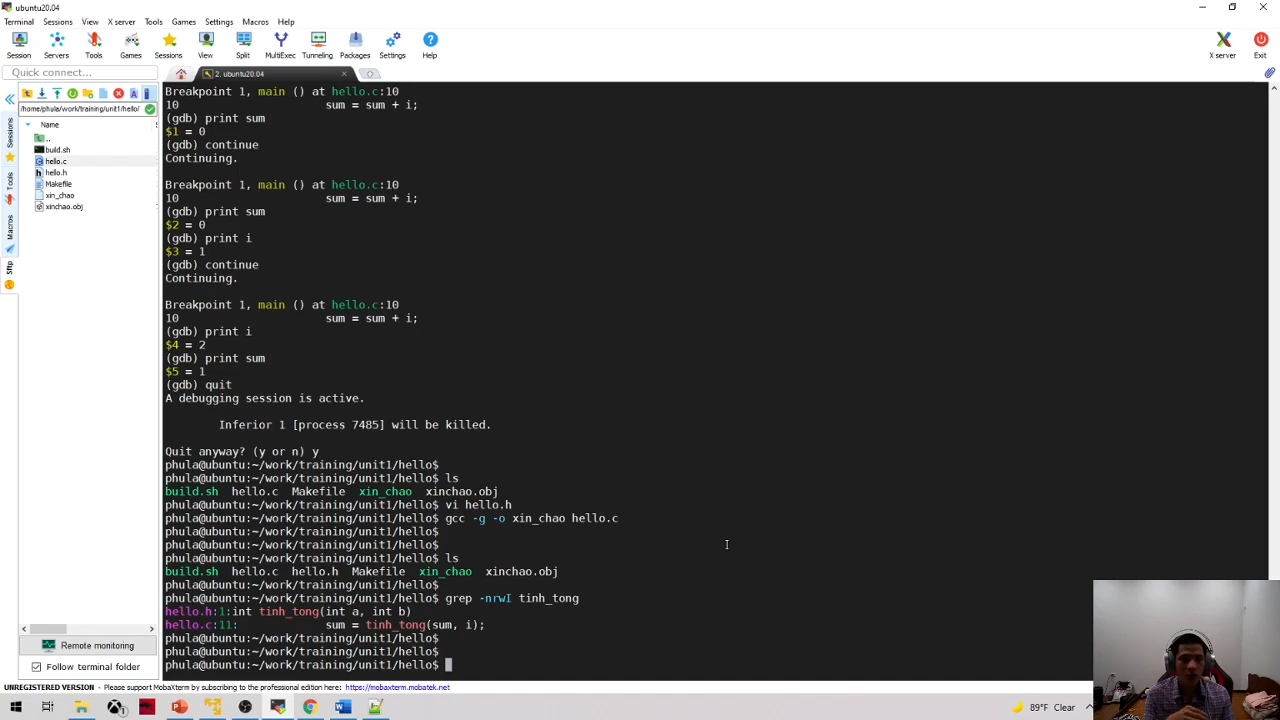 ubuntu20.04
Terminal Sessions View X server Tools Games Settings Macros Help
Session Servers Tools Games Sessions View Split MultiExec Tunneling Packages Settings Help X server Exit
Quick connect...
2. ubuntu20.04
Sessions
Tools
Macros
Sftp
/home/phula/work/training/unit1/hello/
Name
..
build.sh
hello.c
hello.h
Makefile
xin_chao
xinchao.obj
Breakpoint 1, main () at hello.c:10
10 sum = sum + i;
(gdb) print sum
$1 = 0
(gdb) continue
Continuing.
Breakpoint 1, main () at hello.c:10
10 sum = sum + i;
(gdb) print sum
$2 = 0
(gdb) print i
$3 = 1
(gdb) continue
Continuing.
Breakpoint 1, main () at hello.c:10
10 sum = sum + i;
(gdb) print i
$4 = 2
(gdb) print sum
$5 = 1
(gdb) quit
A debugging session is active.
Inferior 1 [process 7485] will be killed.
Quit anyway? (y or n) y
phula@ubuntu:~/work/training/unit1/hello$
phula@ubuntu:~/work/training/unit1/hello$ ls
build.sh hello.c Makefile xin_chao xinchao.obj
phula@ubuntu:~/work/training/unit1/hello$ vi hello.h
phula@ubuntu:~/work/training/unit1/hello$ gcc -g -o xin_chao hello.c
phula@ubuntu:~/work/training/unit1/hello$
phula@ubuntu:~/work/training/unit1/hello$
phula@ubuntu:~/work/training/unit1/hello$ ls
build.sh hello.c hello.h Makefile xin_chao xinchao.obj
phula@ubuntu:~/work/training/unit1/hello$
phula@ubuntu:~/work/training/unit1/hello$ grep -nrwI tinh_tong
hello.h:1:int tinh_tong(int a, int b)
hello.c:11: sum = tinh_tong(sum, i);
phula@ubuntu:~/work/training/unit1/hello$
phula@ubuntu:~/work/training/unit1/hello$
phula@ubuntu:~/work/training/unit1/hello$
Remote monitoring
Follow terminal folder
UNREGISTERED VERSION - Please support MobaXterm by subscribing to the professional edition here: https://mobaxterm.mobatek.net
89°F Clear